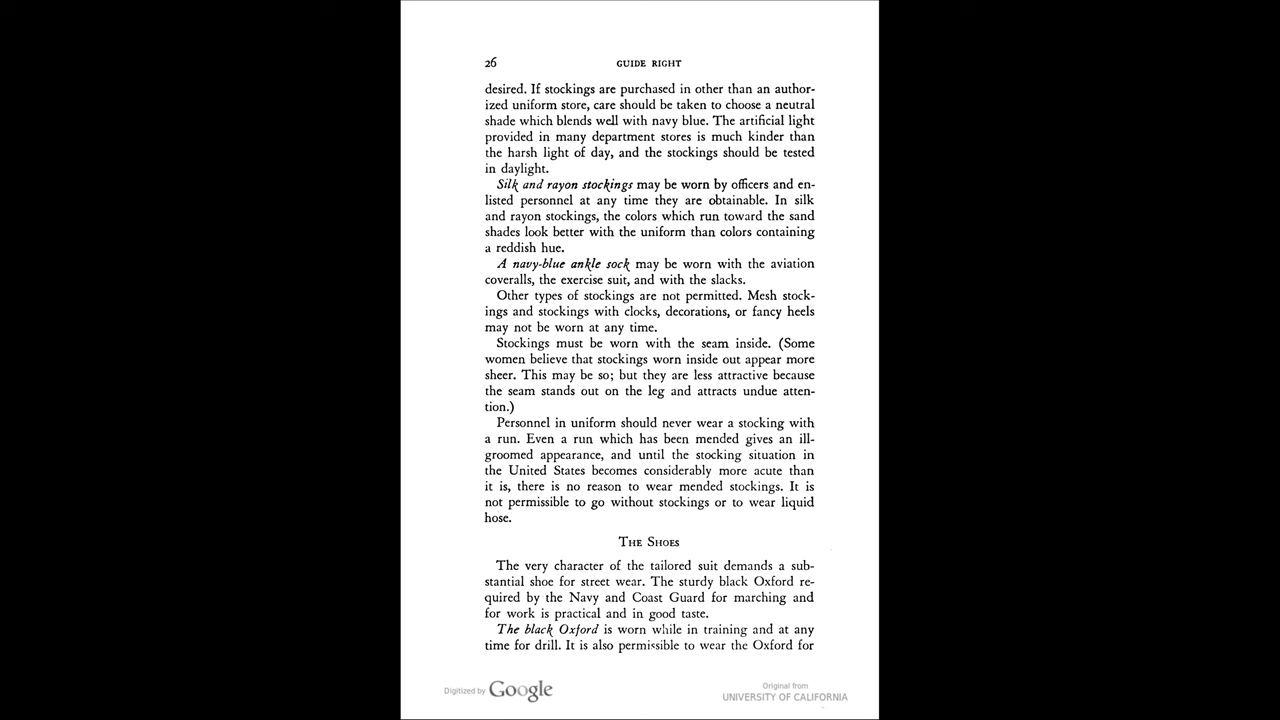 26 GUIDE RIGHT
desired. If stockings are purchased in other than an author-
ized uniform store, care should be taken to choose a neutral
shade which blends well with navy blue. The artificial light
provided in many department stores is much kinder than
the harsh light of day, and the stockings should be tested
in daylight.
Silk and rayon stockings may be worn by officers and en-
listed personnel at any time they are obtainable. In silk
and rayon stockings, the colors which run toward the sand
shades look better with the uniform than colors containing
a reddish hue.
A navy-blue ankle sock may be worn with the aviation
coveralls, the exercise suit, and with the slacks.
Other types of stockings are not permitted. Mesh stock-
ings and stockings with clocks, decorations, or fancy heels
may not be worn at any time.
Stockings must be worn with the seam inside. (Some
women believe that stockings worn inside out appear more
sheer. This may be so; but they are less attractive because
the seam stands out on the leg and attracts undue atten-
tion.)
Personnel in uniform should never wear a stocking with
a run. Even a run which has been mended gives an ill-
groomed appearance, and until the stocking situation in
the United States becomes considerably more acute than
it is, there is no reason to wear mended stockings. It is
not permissible to go without stockings or to wear liquid
hose.
THE SHOES
The very character of the tailored suit demands a sub-
stantial shoe for street wear. The sturdy black Oxford re-
quired by the Navy and Coast Guard for marching and
for work is practical and in good taste.
The black Oxford is worn while in training and at any
time for drill. It is also permissible to wear the Oxford for
Digitized by Google
Original from
UNIVERSITY OF CALIFORNIA